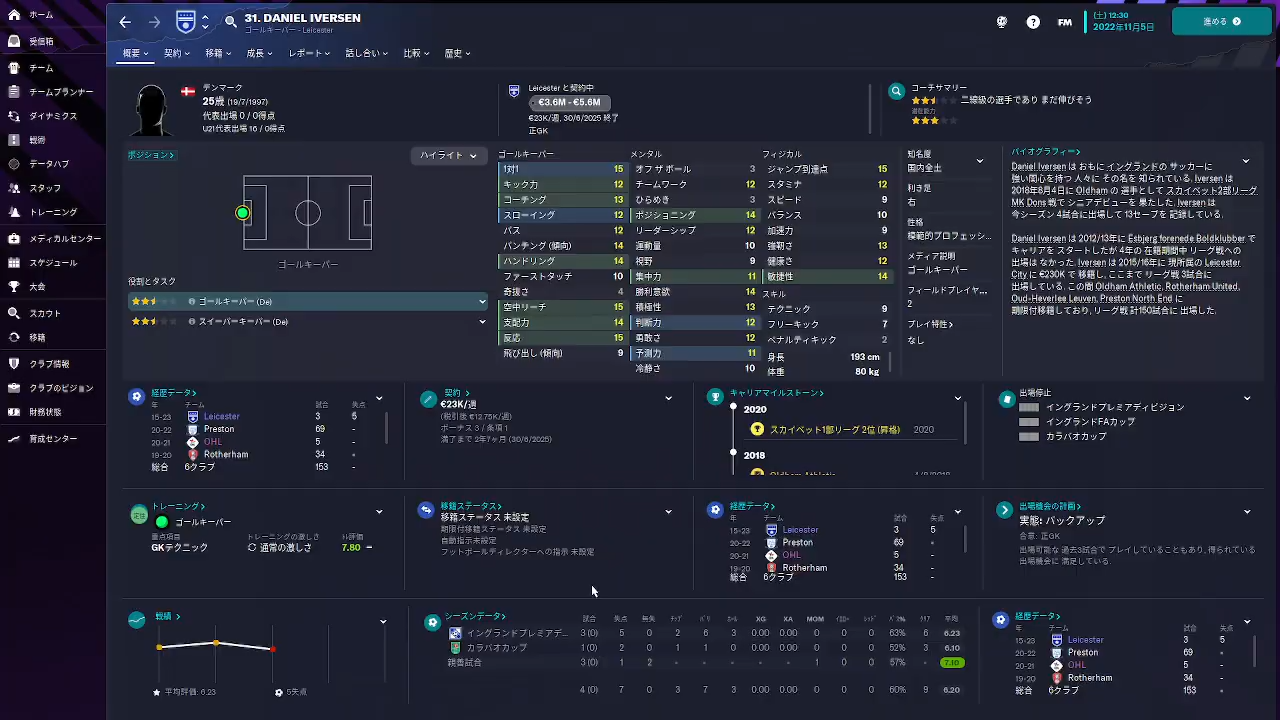 ホーム
受信箱
チーム
チームプランナー
ダイナミクス
戦術
データハブ
スタッフ
トレーニング
メディカルセンター
スケジュール
大会
スカウト
移籍
クラブ情報
クラブのビジョン
財務状態
育成センター
31. DANIEL IVERSEN
ゴールキーパー - Leicester
FM
(土) 12:30
2022年11月5日
進める
概要
契約
移籍
成長
レポート
話し合い
比較
歴史
デンマーク
25歳 (19/7/1997)
代表出場 0 / 0得点
U21代表出場 16 / 0得点
Leicester と契約中
€3.6M - €5.6M
€23K/週, 30/6/2025 終了
正GK
コーチサマリー
二線級の選手であり まだ伸びそう
潜在能力
ポジション
ハイライト
ゴールキーパー
役割とタスク
ゴールキーパー (De)
スイーパーキーパー (De)
ゴールキーパー
1対1 15
キック力 12
コーチング 13
スローイング 12
パス 12
パンチング (傾向) 14
ハンドリング 14
ファーストタッチ 10
奇抜さ 4
空中リーチ 15
支配力 14
反応 15
飛び出し (傾向) 9
メンタル
オフ ザ ボール 3
チームワーク 12
ひらめき 3
ポジショニング 14
リーダーシップ 12
運動量 10
視野 9
集中力 11
勝利意欲 14
積極性 13
判断力 12
勇敢さ 12
予測力 11
冷静さ 10
フィジカル
ジャンプ到達点 15
スタミナ 12
スピード 9
バランス 10
加速力 9
強靭さ 13
健康さ 12
敏捷性 14
スキル
テクニック 9
フリーキック 7
ペナルティキック 2
身長 193 cm
体重 80 kg
知名度
国内全土
利き足
右
性格
模範的プロフェッシ...
メディア説明
ゴールキーパー
フィールドプレイヤ...
2
プレイ特性
なし
バイオグラフィー
Daniel Iversen は おもに イングランドの サッカーに
強い関心を持つ人々に その名を 知られている。Iversen は
2018年8月4日に Oldham の 選手として スカイベット2部リーグ
MK Dons戦で シニアデビューを 果たした。Iversen は
今シーズン 4試合に出場して 13セーブを 記録している。
Daniel Iversen は 2012/13年に Esbjerg forenede Boldklubber で
キャリアをスタートしたが 4年の在籍期間中 リーグ戦への
出場は なかった。Iversen は 2015/16年に 現所属の Leicester
City に €230K で 移籍し、ここまで リーグ戦 3試合に
出場している。この間 Oldham Athletic、Rotherham United、
Oud-Heverlee Leuven、Preston North End に
期限付移籍しており、リーグ戦 計150試合に 出場した。
経歴データ
年 チーム 試合 失点
15-23 Leicester 3 5
20-22 Preston 69 -
20-21 OHL 5 -
19-20 Rotherham 34 -
総合 6クラブ 153 -
契約
€23K/週
(税引後 €12.75K/週)
ボーナス 3 / 条項 1
満了まで 2年7ヶ月 (30/6/2025)
キャリアマイルストーン
2020
スカイベット1部リーグ 2位 (昇格) 2020
2018
Oldham Athletic 4/8/2018
出場停止
イングランドプレミアディビジョン
イングランドFAカップ
カラバオカップ
トレーニング
ゴールキーパー
重点項目
GKテクニック
トレーニングの激しさ
通常の激しさ
トレ評価
7.80
移籍ステータス
移籍ステータス 未設定
期限付移籍ステータス 未設定
自動指示未設定
フットボールディレクターへの指示 未設定
経歴データ
年 チーム 試合 失点
15-23 Leicester 3 5
20-22 Preston 69 -
20-21 OHL 5 -
19-20 Rotherham 34 -
総合 6クラブ 153 -
出場機会の計画
実態: バックアップ
合意: 正GK
出場可能な 過去3試合で プレイしていることもあり、得られている
出場機会に 満足している.
戦績
平均評価: 6.23
5失点
シーズンデータ
試合 失点 無失 XG XA MOM 平均
イングランドプレミアデ... 3 (0) 5 0 2 6 3 0.00 0.00 0 0 0 63% 6 6.23
カラバオカップ 1 (0) 2 0 1 1 0 0.00 0.00 0 0 0 52% 3 6.10
親善試合 3 (0) 1 2 - - - - - 1 0 0 67% - 7.10
4 (0) 7 0 3 7 3 0.00 0.00 0 0 0 60% 9 6.20
経歴データ
年 チーム 試合 失点
15-23 Leicester 3 5
20-22 Preston 69 -
20-21 OHL 5 -
19-20 Rotherham 34 -
総合 6クラブ 153 -